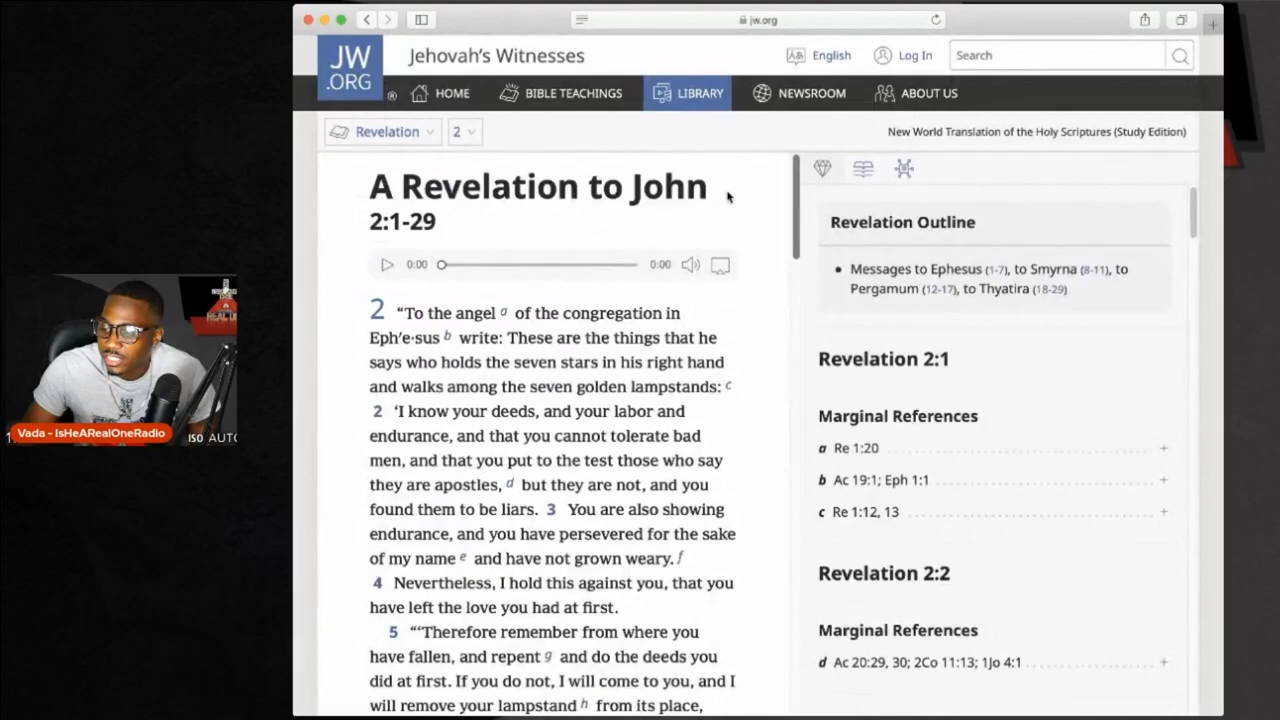 jw.org
JW
.ORG
®
Jehovah's Witnesses
English
Log In
Search
HOME
BIBLE TEACHINGS
LIBRARY
NEWSROOM
ABOUT US
Revelation
2
New World Translation of the Holy Scriptures (Study Edition)
A Revelation to John
2:1-29
0:00
0:00
2 “To the angel a of the congregation in
Eph′e·sus b write: These are the things that he
says who holds the seven stars in his right hand
and walks among the seven golden lampstands: c
2 ‘I know your deeds, and your labor and
endurance, and that you cannot tolerate bad
men, and that you put to the test those who say
they are apostles, d but they are not, and you
found them to be liars. 3 You are also showing
endurance, and you have persevered for the sake
of my name e and have not grown weary. f
4 Nevertheless, I hold this against you, that you
have left the love you had at first.
5 “‘Therefore remember from where you
have fallen, and repent g and do the deeds you
did at first. If you do not, I will come to you, and I
will remove your lampstand h from its place,
Revelation Outline
• Messages to Ephesus (1-7), to Smyrna (8-11), to
Pergamum (12-17), to Thyatira (18-29)
Revelation 2:1
Marginal References
a Re 1:20
+
b Ac 19:1; Eph 1:1
+
c Re 1:12, 13
+
Revelation 2:2
Marginal References
d Ac 20:29, 30; 2Co 11:13; 1Jo 4:1
+
Vada - IsHeARealOneRadio
ISO AUTO